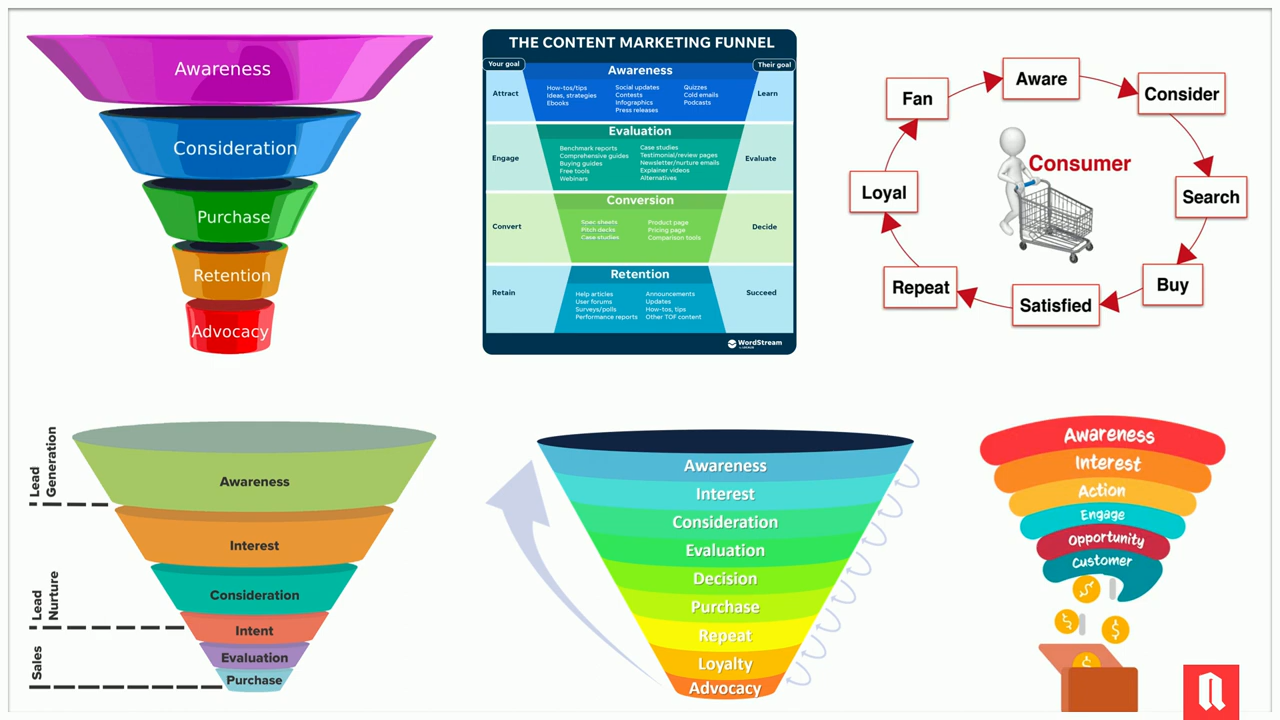 Awareness
Consideration
Purchase
Retention
Advocacy
THE CONTENT MARKETING FUNNEL
Your goal
Their goal
Awareness
Attract
How-tos/tips
Ideas, strategies
Ebooks
Social updates
Contests
Infographics
Press releases
Quizzes
Cold emails
Podcasts
Learn
Evaluation
Engage
Benchmark reports
Comprehensive guides
Buying guides
Free tools
Webinars
Case studies
Testimonial/review pages
Newsletter/nurture emails
Explainer videos
Alternatives
Evaluate
Conversion
Convert
Spec sheets
Pitch decks
Case studies
Product page
Pricing page
Comparison tools
Decide
Retention
Retain
Help articles
User forums
Surveys/polls
Performance reports
Announcements
Updates
How-tos, tips
Other TOF content
Succeed
WordStream
Aware
Consider
Search
Buy
Satisfied
Repeat
Loyal
Fan
Consumer
Lead
Generation
Lead
Nurture
Sales
Awareness
Interest
Consideration
Intent
Evaluation
Purchase
Awareness
Interest
Consideration
Evaluation
Decision
Purchase
Repeat
Loyalty
Advocacy
Awareness
Interest
Action
Engage
Opportunity
Customer